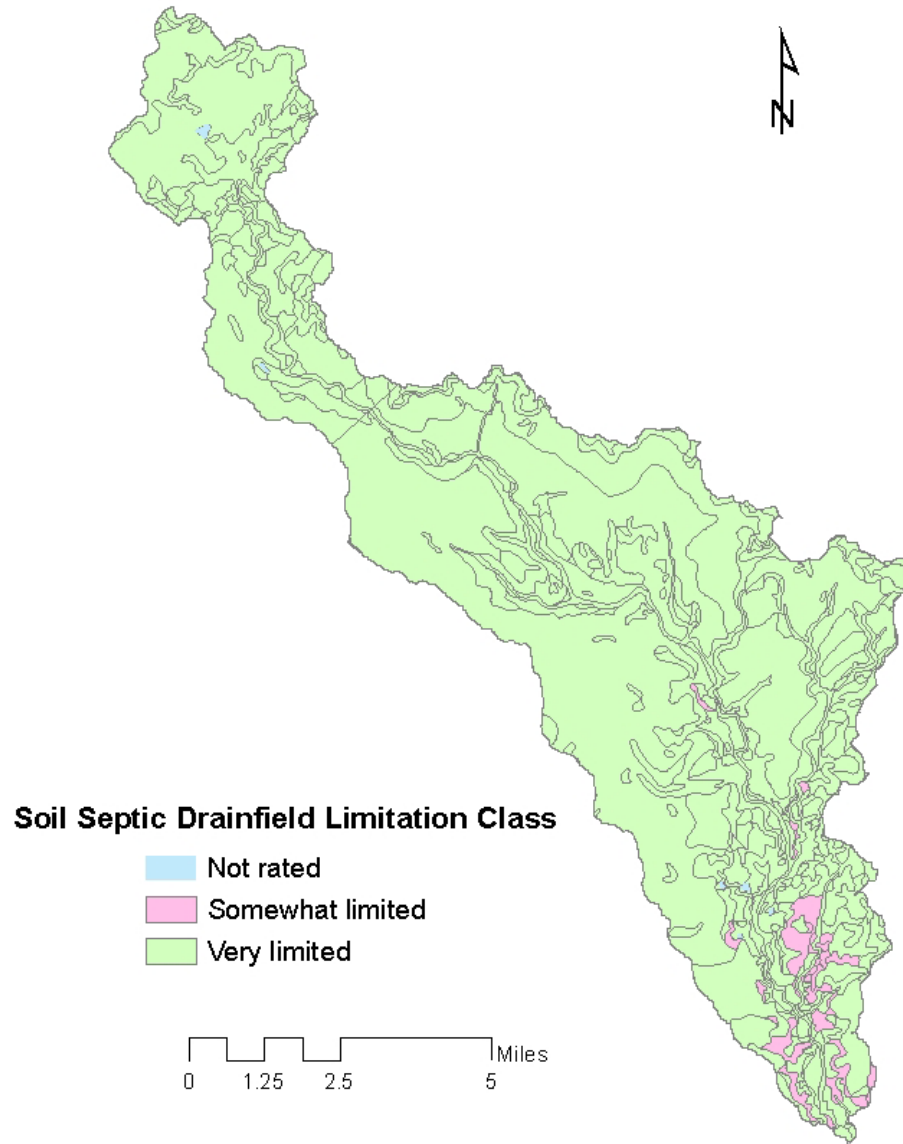 N
Soil Septic Drainfield Limitation Class
Not rated
Somewhat limited
Very limited
Miles
0 1.25 2.5 5